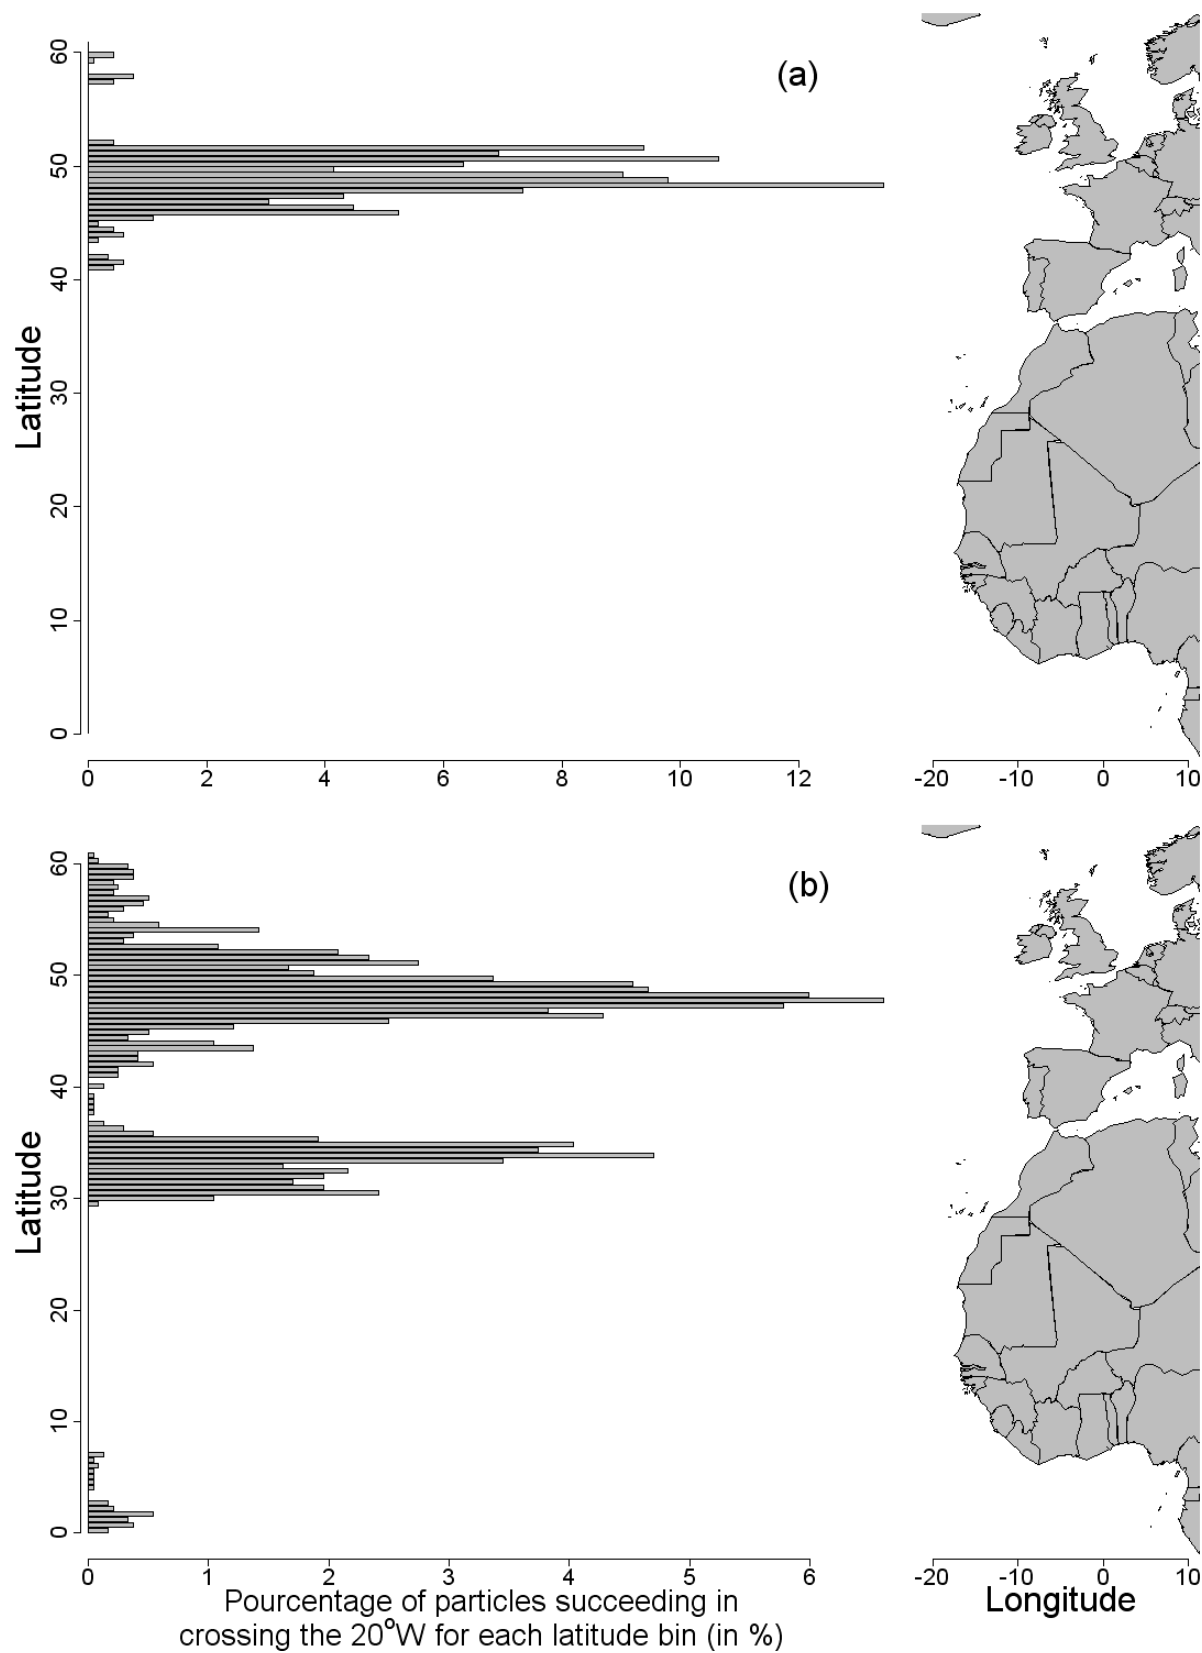 (a)
60
50
40
30
20
10
0
Latitude
0 2 4 6 8 10 12
-20 -10 0 10
(b)
60
50
40
30
20
10
0
Latitude
0 1 2 3 4 5 6
-20 -10 0 10
Pourcentage of particles succeeding in
crossing the 20°W for each latitude bin (in %)
Longitude